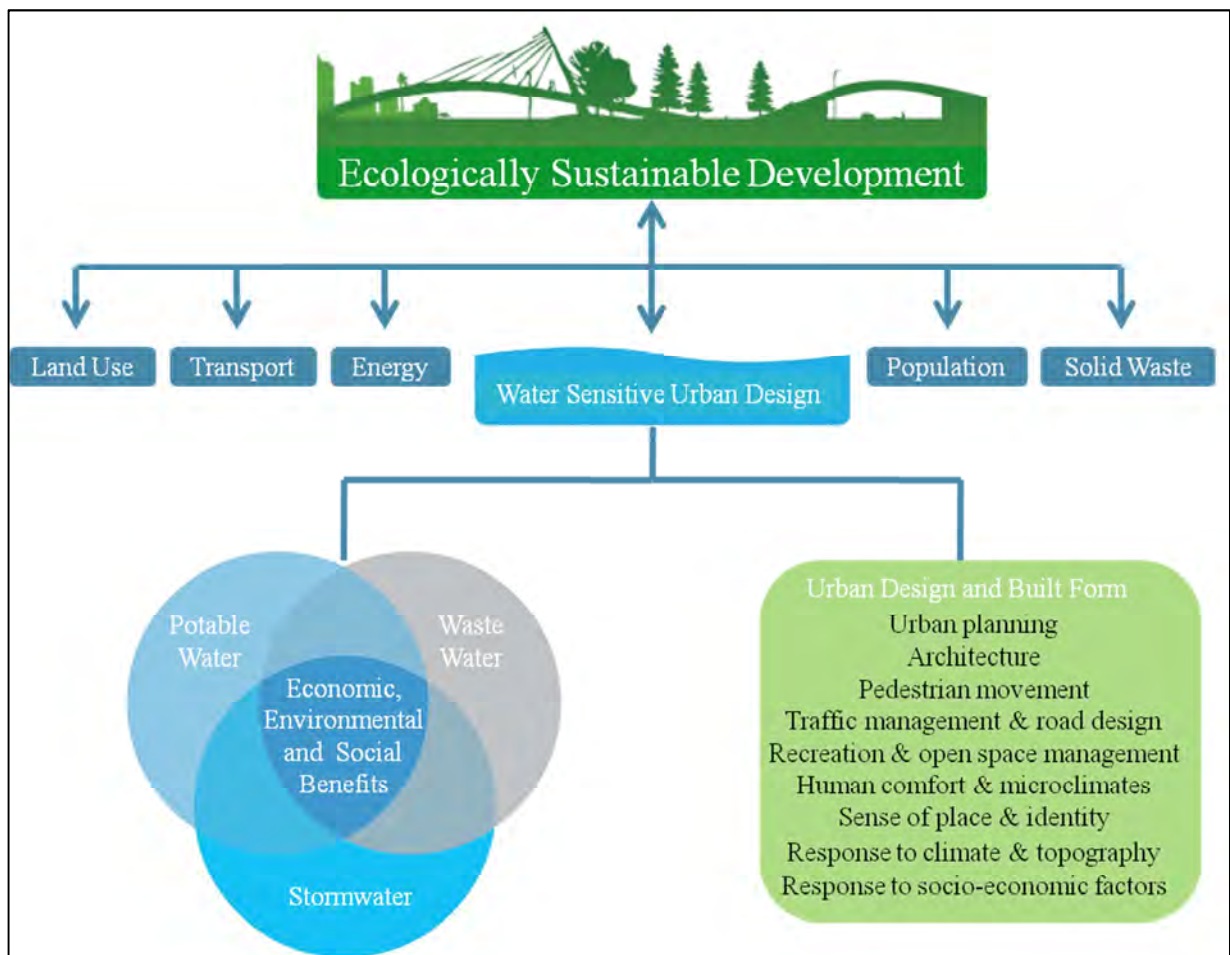 Ecologically Sustainable Development
Land Use
Transport
Energy
Water Sensitive Urban Design
Population
Solid Waste
Potable
Water
Waste
Water
Economic,
Environmental
and Social
Benefits
Stormwater
Urban Design and Built Form
Urban planning
Architecture
Pedestrian movement
Traffic management & road design
Recreation & open space management
Human comfort & microclimates
Sense of place & identity
Response to climate & topography
Response to socio-economic factors